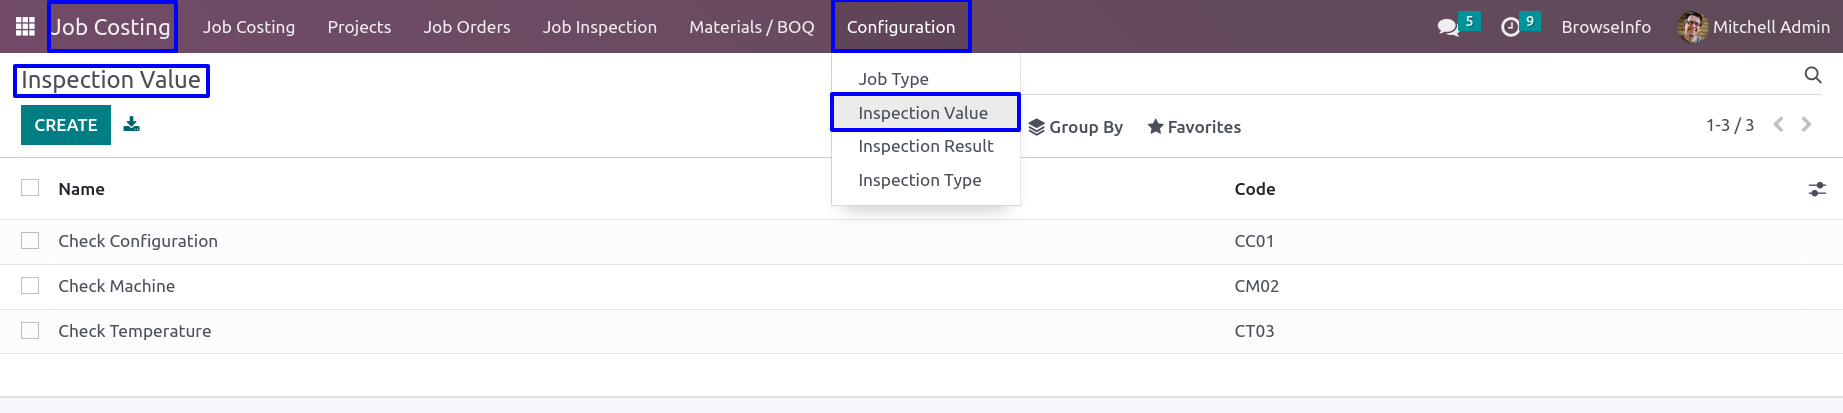 Job Costing Job Costing Projects Job Orders Job Inspection Materials / BOQ Configuration 5 9 BrowseInfo Mitchell Admin
Inspection Value
Job Type
Inspection Value
Inspection Result
Inspection Type
CREATE Group By Favorites 1-3 / 3
Name Code
Check Configuration CC01
Check Machine CM02
Check Temperature CT03